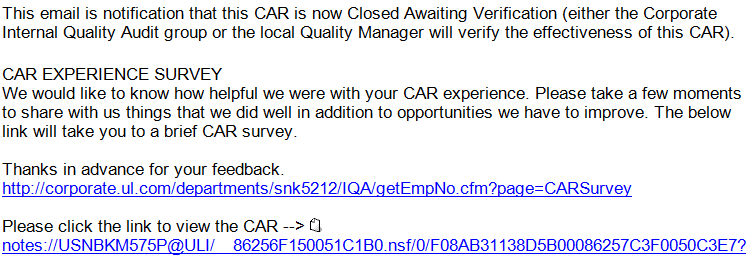 This email is notification that this CAR is now Closed Awaiting Verification (either the Corporate
Internal Quality Audit group or the local Quality Manager will verify the effectiveness of this CAR).
CAR EXPERIENCE SURVEY
We would like to know how helpful we were with your CAR experience. Please take a few moments
to share with us things that we did well in addition to opportunities we have to improve. The below
link will take you to a brief CAR survey.
Thanks in advance for your feedback.
http://corporate.ul.com/departments/snk5212/IQA/getEmpNo.cfm?page=CARSurvey
Please click the link to view the CAR -->
notes://USNBKM575P@ULI/__86256F150051C1B0.nsf/0/F08AB31138D5B00086257C3F0050C3E7?